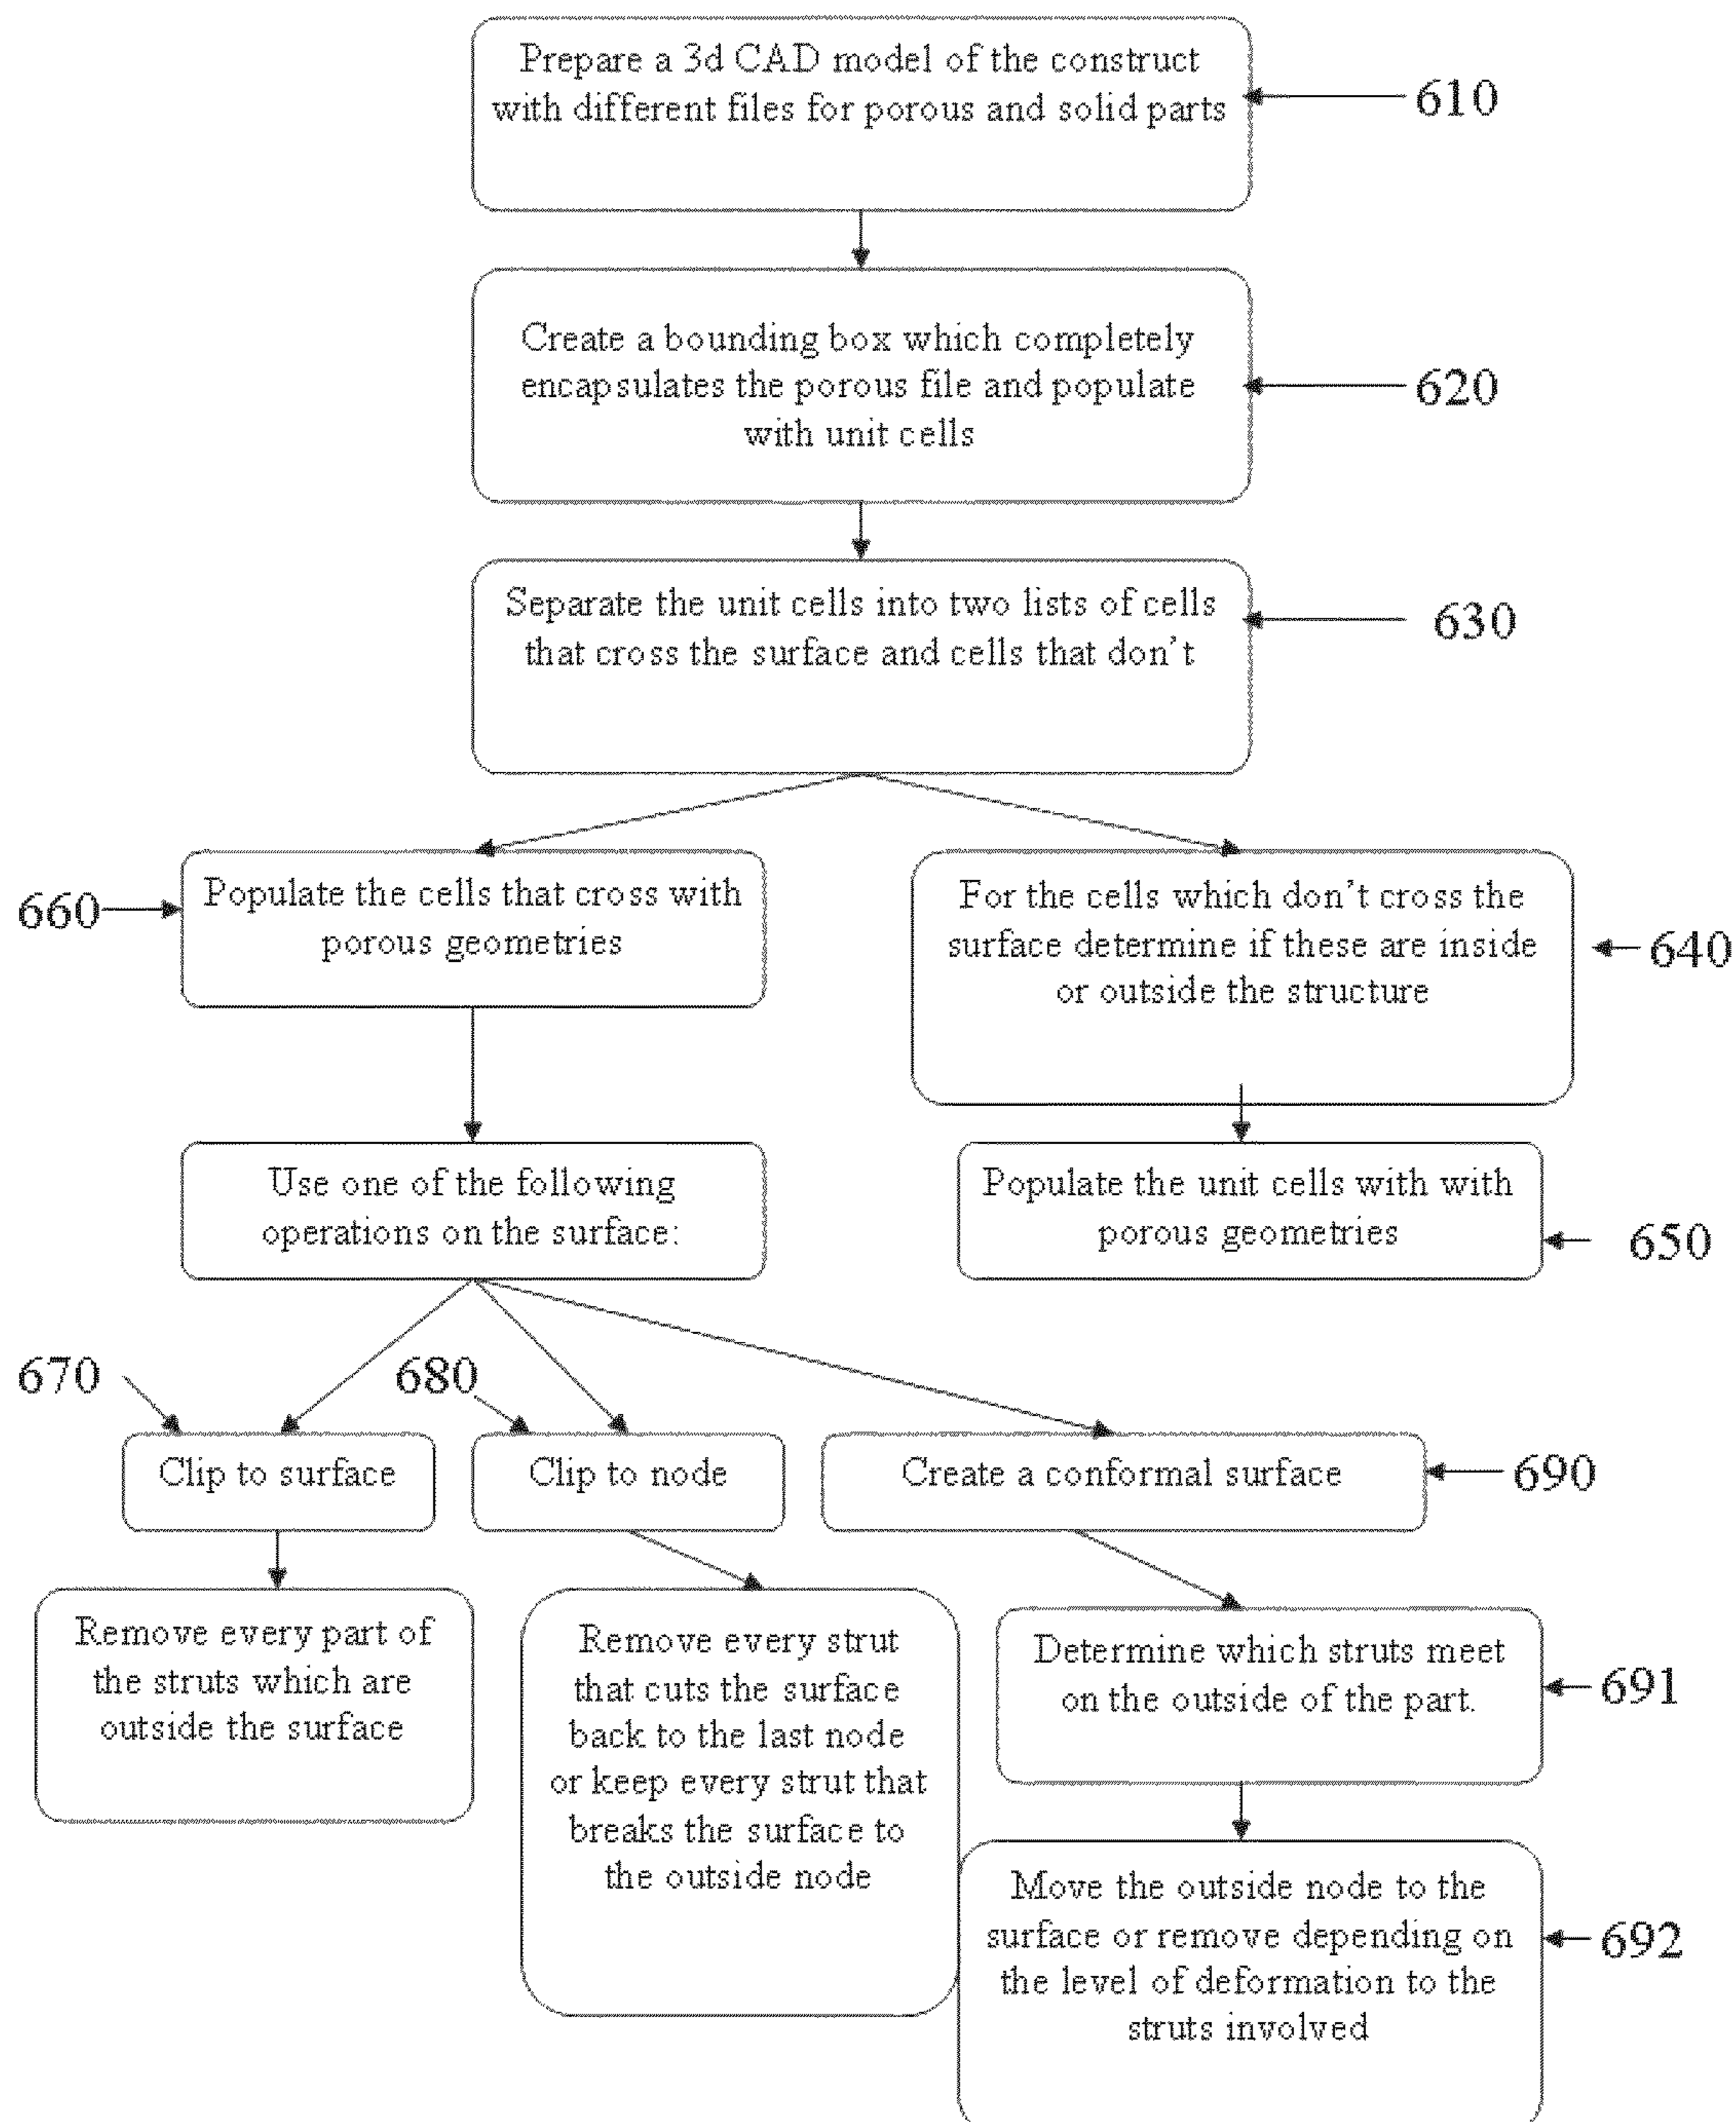 Prepare a 3d CAD model of the construct
with different files for porous and solid parts
610
Create a bounding box which completely
encapsulates the porous file and populate
with unit cells
620
Separate the unit cells into two lists of cells
that cross the surface and cells that don't
630
660
Populate the cells that cross with
porous geometries
For the cells which don't cross the
surface determine if these are inside
or outside the structure
640
Use one of the following
operations on the surface:
Populate the unit cells with with
porous geometries
650
670
680
Clip to surface
Clip to node
Create a conformal surface
690
Remove every part of
the struts which are
outside the surface
Remove every strut
that cuts the surface
back to the last node
or keep every strut that
breaks the surface to
the outside node
Determine which struts meet
on the outside of the part.
691
Move the outside node to the
surface or remove depending on
the level of deformation to the
struts involved
692